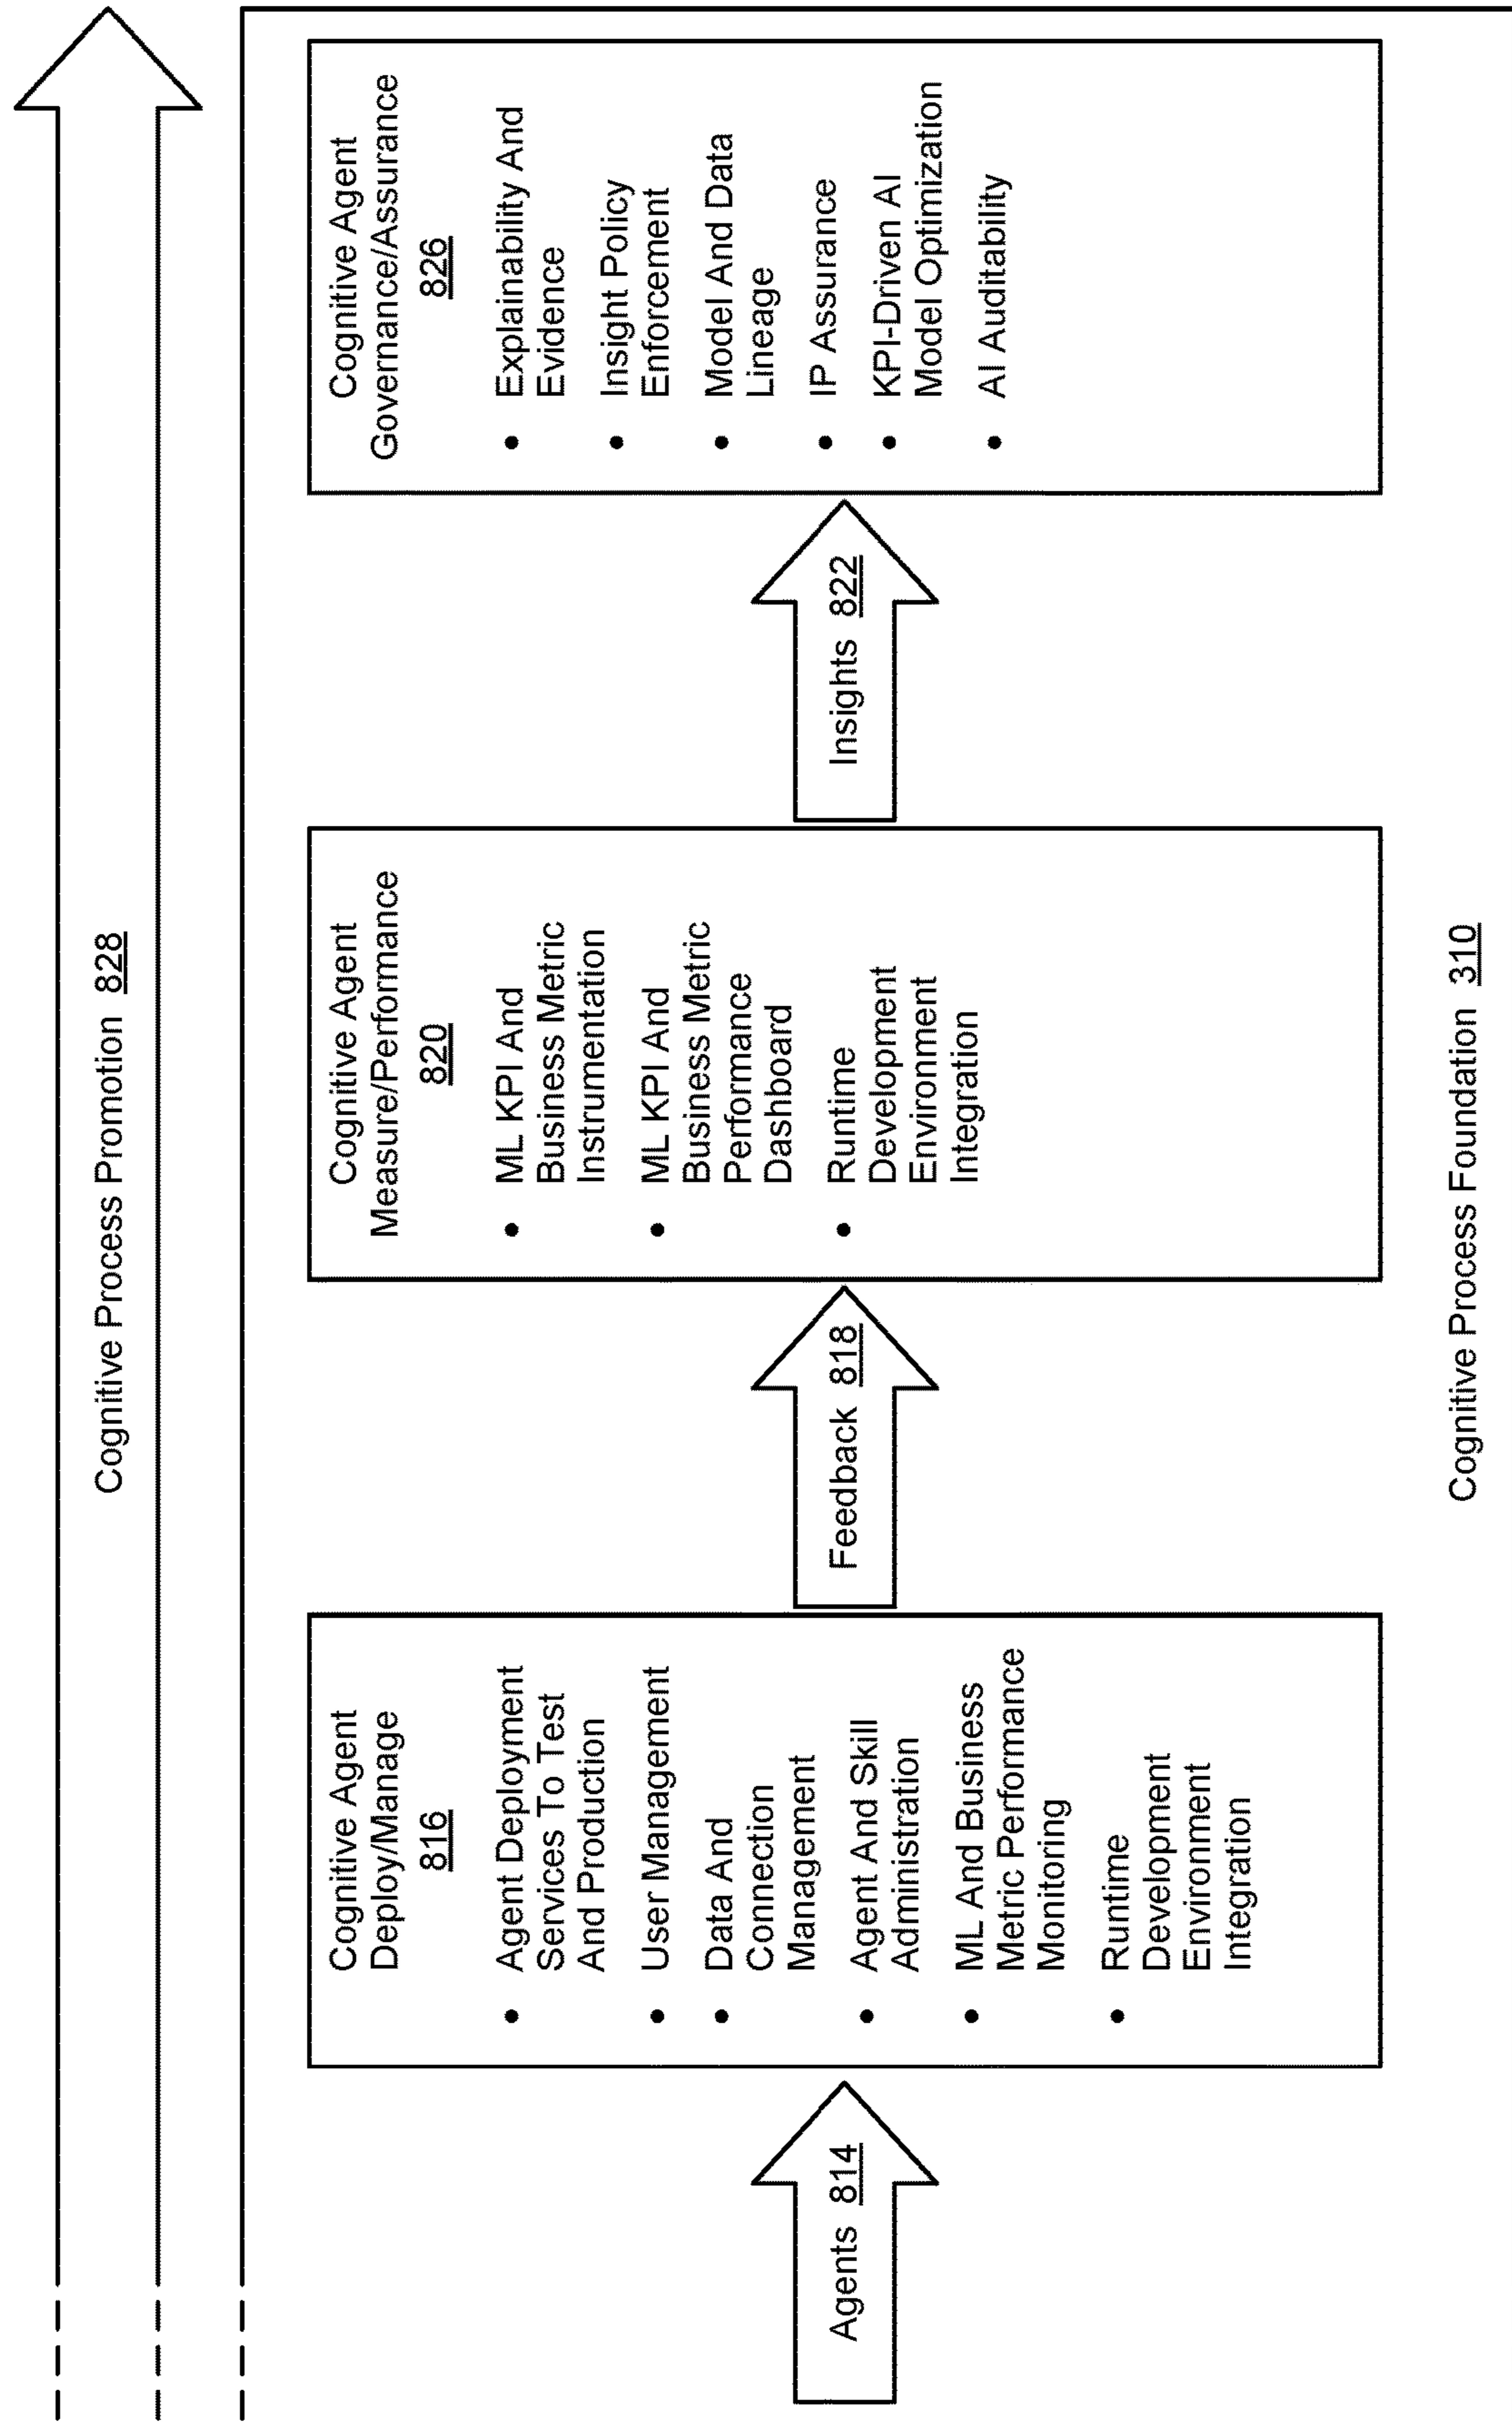 Cognitive Process Promotion 828
Agents 814
Cognitive Agent
Deploy/Manage
816
• Agent Deployment
Services To Test
And Production
• User Management
• Data And
Connection
Management
• Agent And Skill
Administration
• ML And Business
Metric Performance
Monitoring
• Runtime
Development
Environment
Integration
Feedback 818
Cognitive Agent
Measure/Performance
820
• ML KPI And
Business Metric
Instrumentation
• ML KPI And
Business Metric
Performance
Dashboard
• Runtime
Development
Environment
Integration
Insights 822
Cognitive Agent
Governance/Assurance
826
• Explainability And
Evidence
• Insight Policy
Enforcement
• Model And Data
Lineage
• IP Assurance
• KPI-Driven AI
Model Optimization
• AI Auditability
Cognitive Process Foundation 310